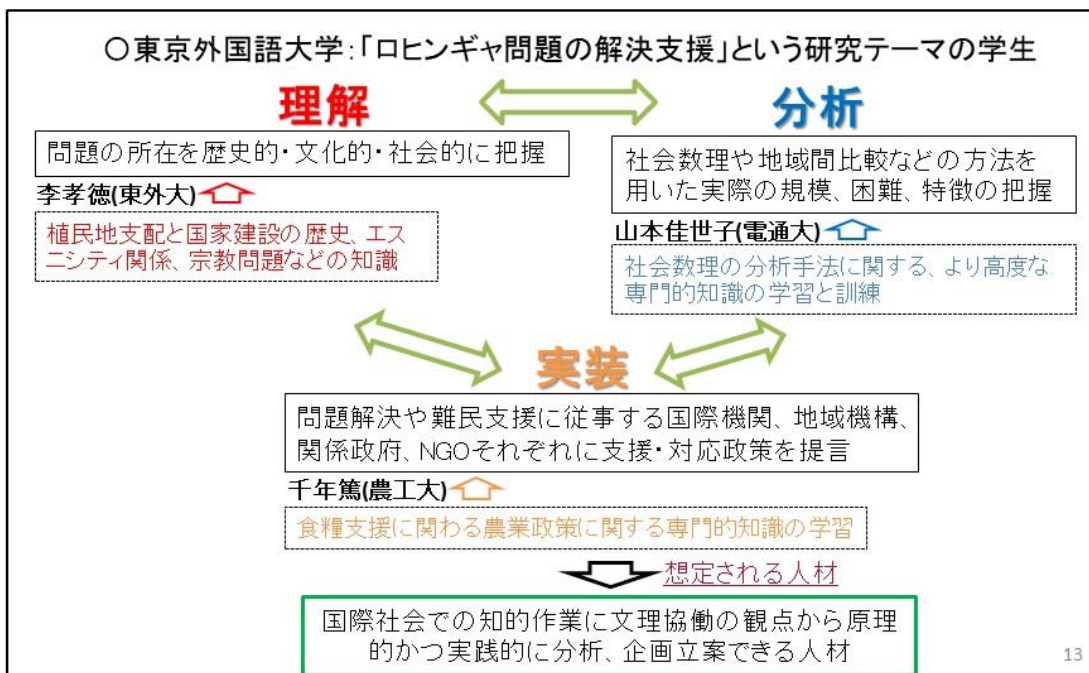 〇東京外国語大学:「ロヒンギャ問題の解決支援」という研究テーマの学生
理解
分析
問題の所在を歴史的・文化的・社会的に把握
李孝徳(東外大)
植民地支配と国家建設の歴史、エス
ニシティ関係、宗教問題などの知識
社会数理や地域間比較などの方法を
用いた実際の規模、困難、特徴の把握
山本佳世子(電通大)
社会数理の分析手法に関する、より高度な
専門的知識の学習と訓練
実装
問題解決や難民支援に従事する国際機関、地域機構、
関係政府、NGOそれぞれに支援・対応政策を提言
千年篤(農工大)
食糧支援に関わる農業政策に関する専門的知識の学習
想定される人材
国際社会での知的作業に文理協働の観点から原理
的かつ実践的に分析、企画立案できる人材
13